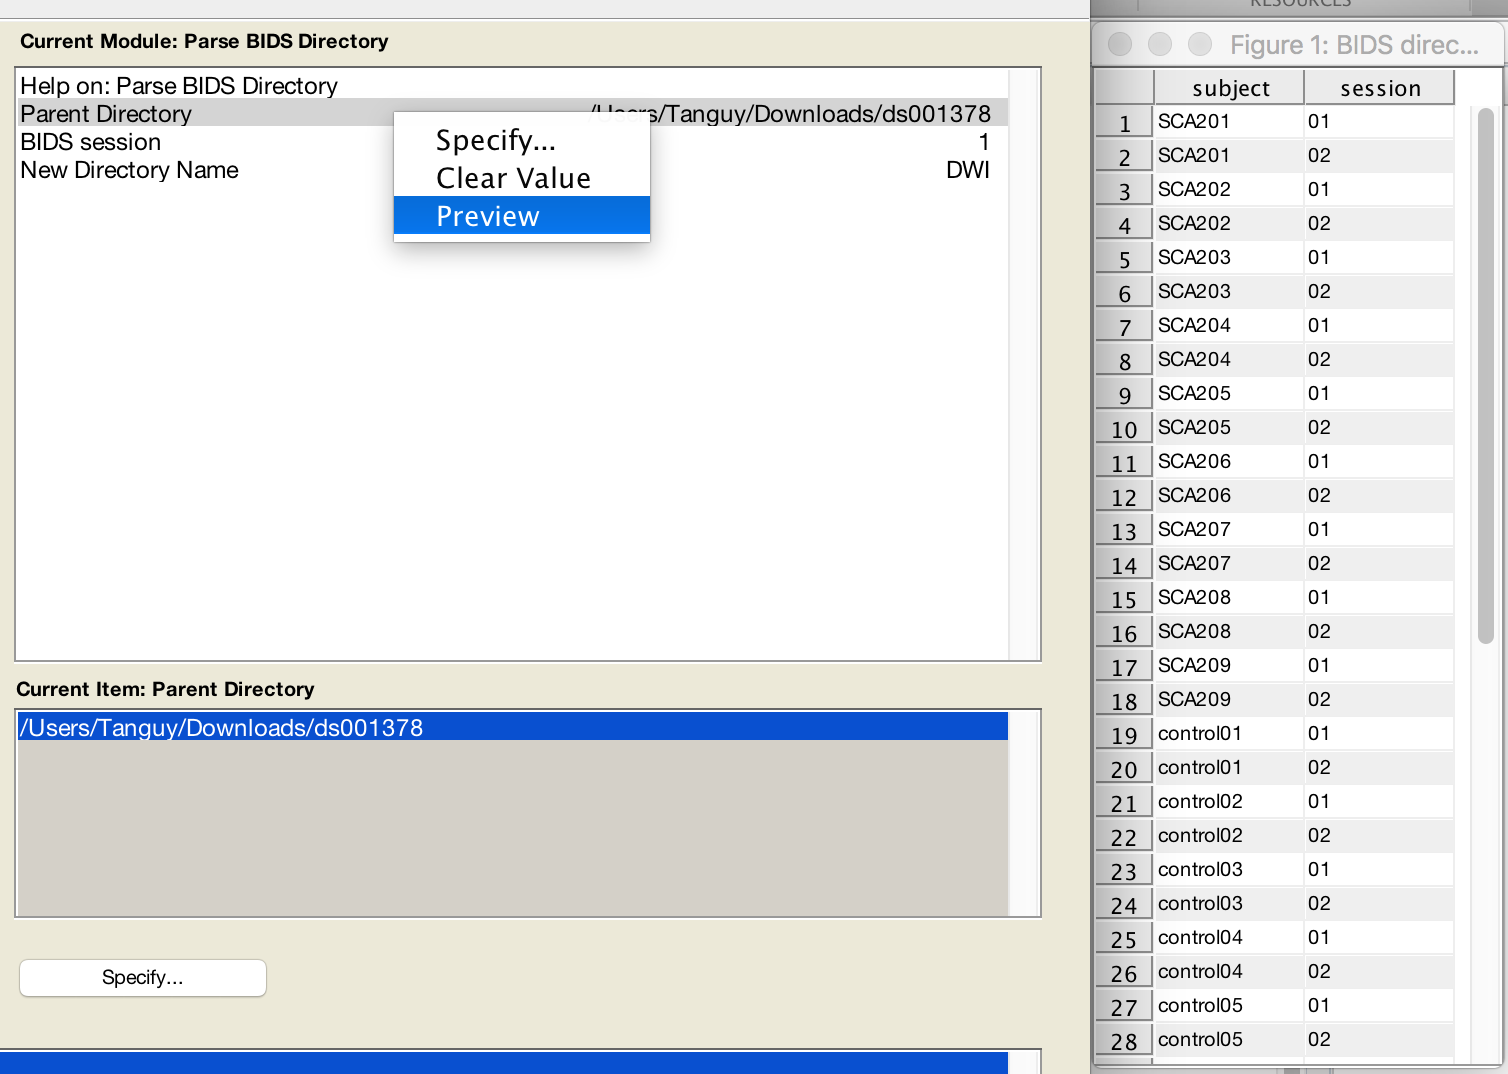 Current Module: Parse BIDS Directory
Help on: Parse BIDS Directory
Parent Directory /Users/Tanguy/Downloads/ds001378
BIDS session 1
New Directory Name DWI
Specify...
Clear Value
Preview
Current Item: Parent Directory
/Users/Tanguy/Downloads/ds001378
Specify...
RESOURCES
Figure 1: BIDS direc...
subject session
1 SCA201 01
2 SCA201 02
3 SCA202 01
4 SCA202 02
5 SCA203 01
6 SCA203 02
7 SCA204 01
8 SCA204 02
9 SCA205 01
10 SCA205 02
11 SCA206 01
12 SCA206 02
13 SCA207 01
14 SCA207 02
15 SCA208 01
16 SCA208 02
17 SCA209 01
18 SCA209 02
19 control01 01
20 control01 02
21 control02 01
22 control02 02
23 control03 01
24 control03 02
25 control04 01
26 control04 02
27 control05 01
28 control05 02